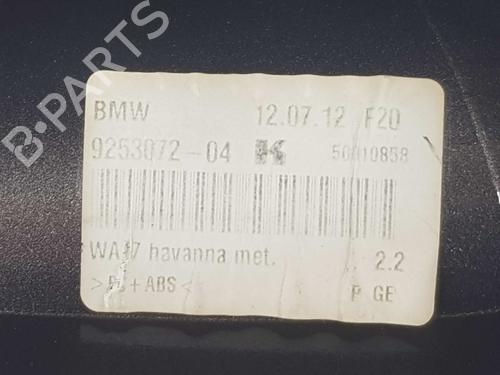 B-PARTS
BMW 12.07.12 F20
9253072-04 K 50010858
havanna met. 2.2
+ ABS < P GE